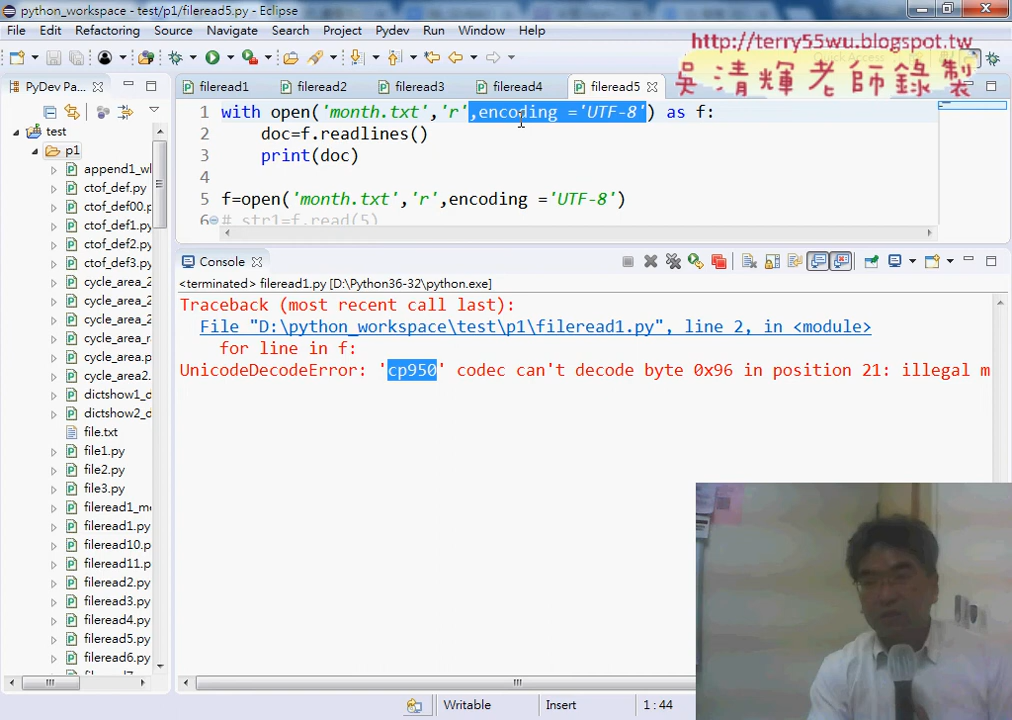 python_workspace - test/p1/fileread5.py - Eclipse
File Edit Refactoring Source Navigate Search Project Pydev Run Window Help
http://terry55wu.blogspot.tw
吳清輝老師錄製
PyDev Pa...
fileread1 fileread2 fileread3 fileread4 fileread5
test
p1
append1_wl
ctof_def.py
ctof_def00.p
ctof_def1.py
ctof_def2.py
ctof_def3.py
cycle_area_2
cycle_area_2
cycle_area_2
cycle_area_r
cycle_area.p
cycle_area2.
dictshow1_d
dictshow2_d
file.txt
file1.py
file2.py
file3.py
fileread1_me
fileread1.py
fileread10.p
fileread11.p
fileread2.py
fileread3.py
fileread4.py
fileread5.py
fileread6.py
1 with open('month.txt','r',encoding ='UTF-8') as f:
2 doc=f.readlines()
3 print(doc)
4
5 f=open('month.txt','r',encoding ='UTF-8')
6 # str1=f.read(5)
Console
<terminated> fileread1.py [D:\Python36-32\python.exe]
Traceback (most recent call last):
File "D:\python_workspace\test\p1\fileread1.py", line 2, in <module>
for line in f:
UnicodeDecodeError: 'cp950' codec can't decode byte 0x96 in position 21: illegal m
Writable Insert 1:44